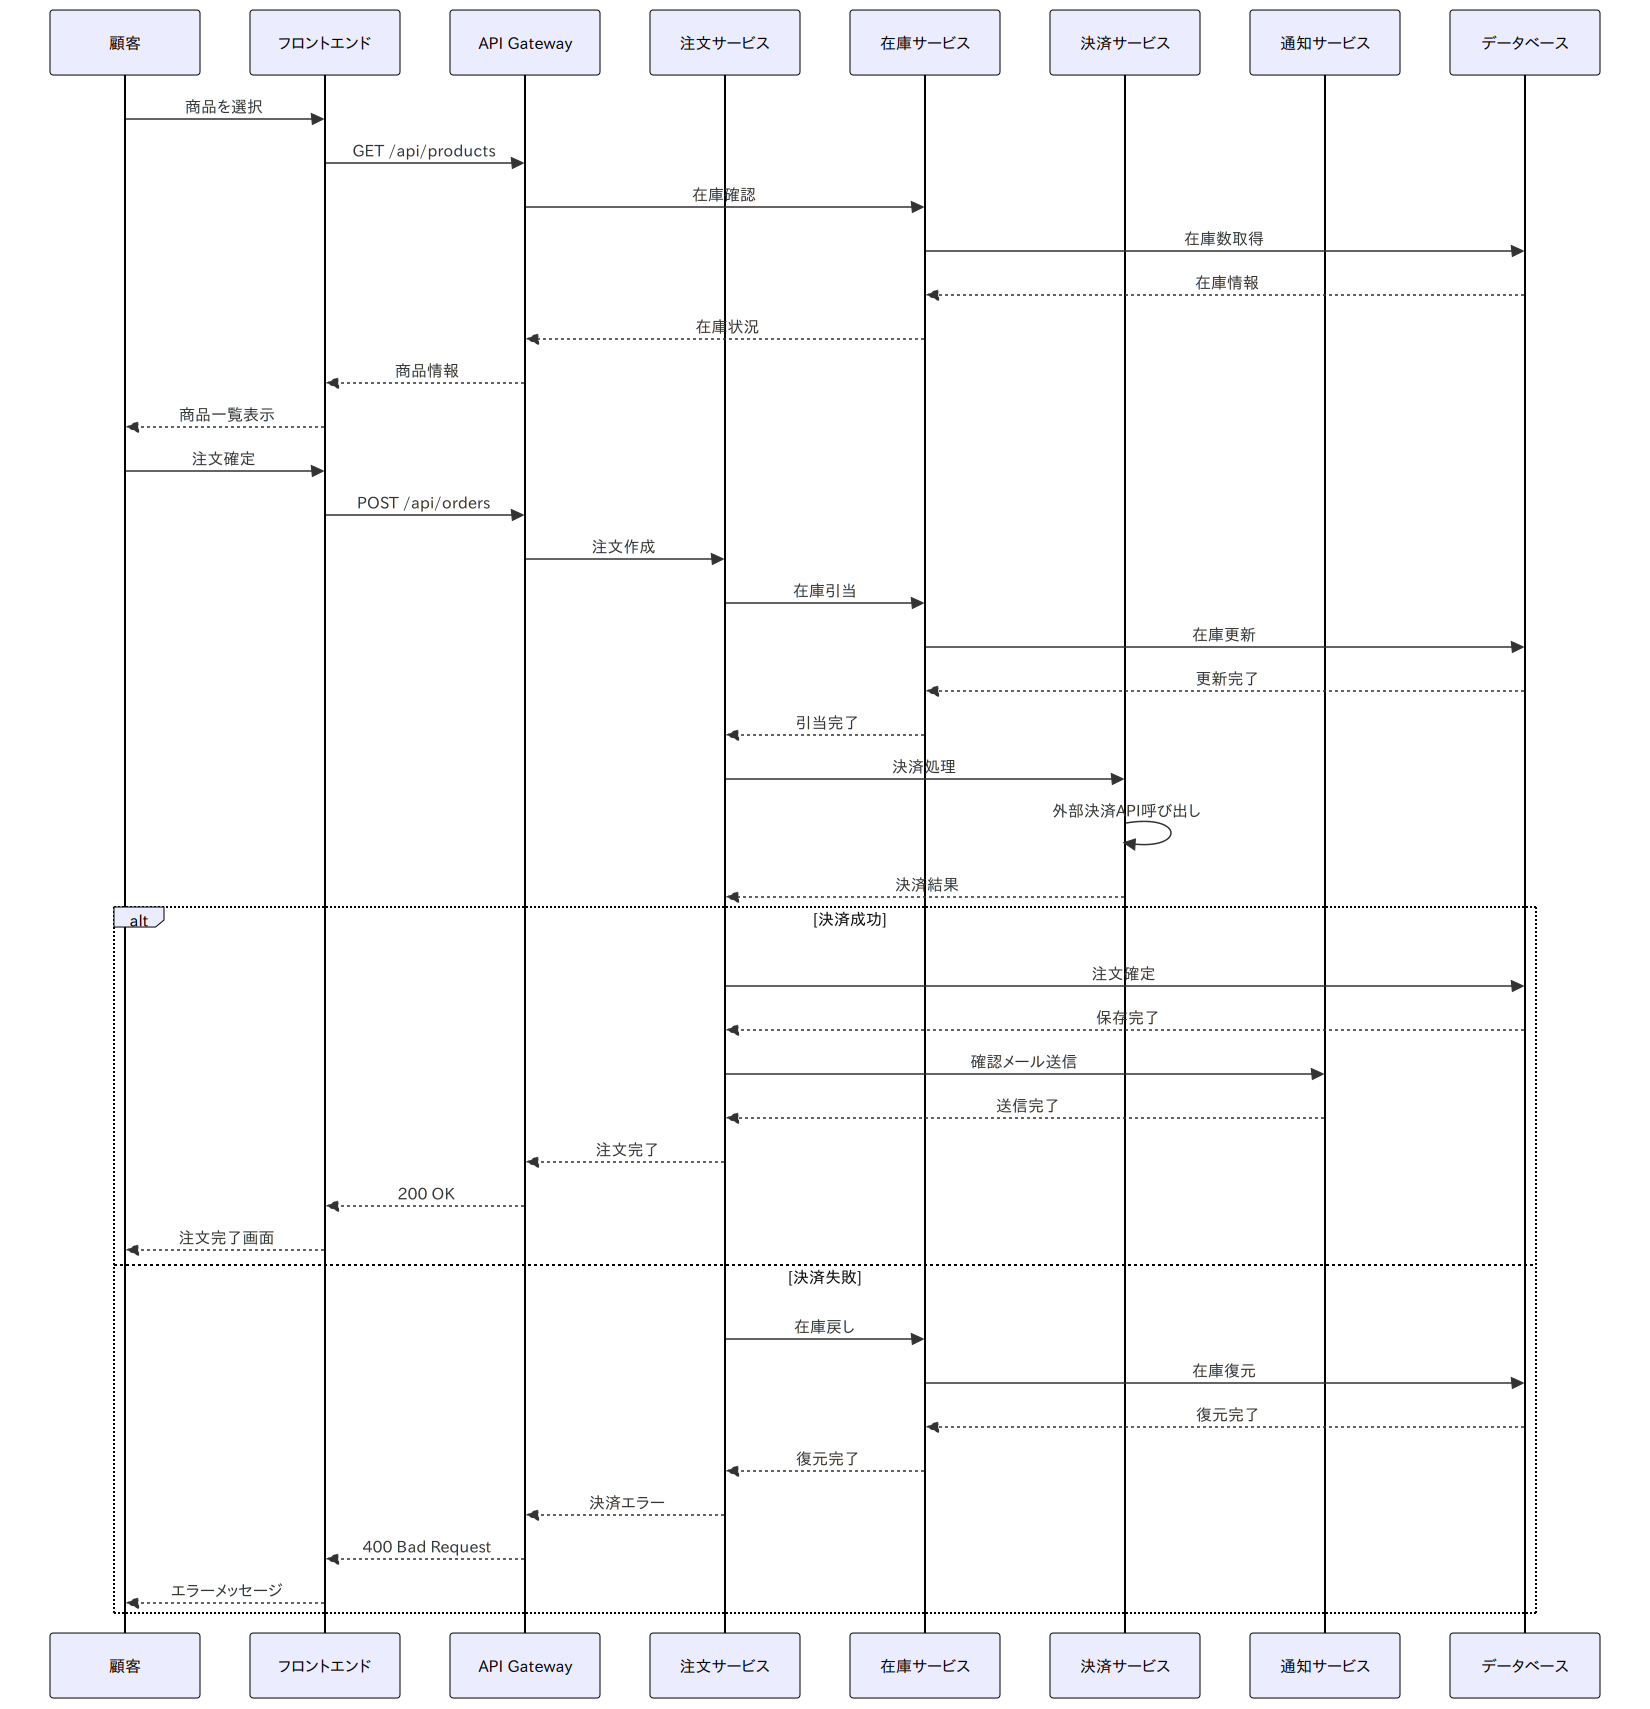 顧客
フロントエンド
API Gateway
注文サービス
在庫サービス
決済サービス
通知サービス
データベース
商品を選択
GET /api/products
在庫確認
在庫数取得
在庫情報
在庫状況
商品情報
商品一覧表示
注文確定
POST /api/orders
注文作成
在庫引当
在庫更新
更新完了
引当完了
決済処理
外部決済API呼び出し
決済結果
alt
[決済成功]
注文確定
保存完了
確認メール送信
送信完了
注文完了
200 OK
注文完了画面
[決済失敗]
在庫戻し
在庫復元
復元完了
復元完了
決済エラー
400 Bad Request
エラーメッセージ
顧客
フロントエンド
API Gateway
注文サービス
在庫サービス
決済サービス
通知サービス
データベース